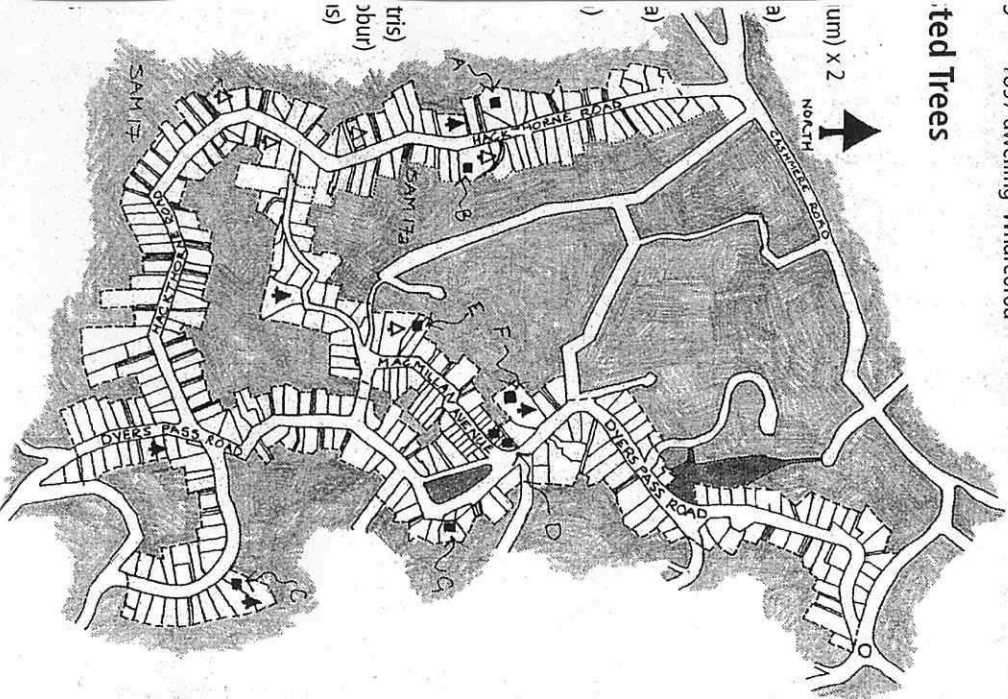 ted Trees
um) x 2
a)
a)
)
tris)
obur)
is)
NORTH
CASHMERE ROAD
HACKTHORNE ROAD
A
B
SAM 17a
SAM 17
HACKTHORNE ROAD
E
F
MACMILLAN AVENUE
DYERS PASS ROAD
DYERS PASS ROAD
D
G
C